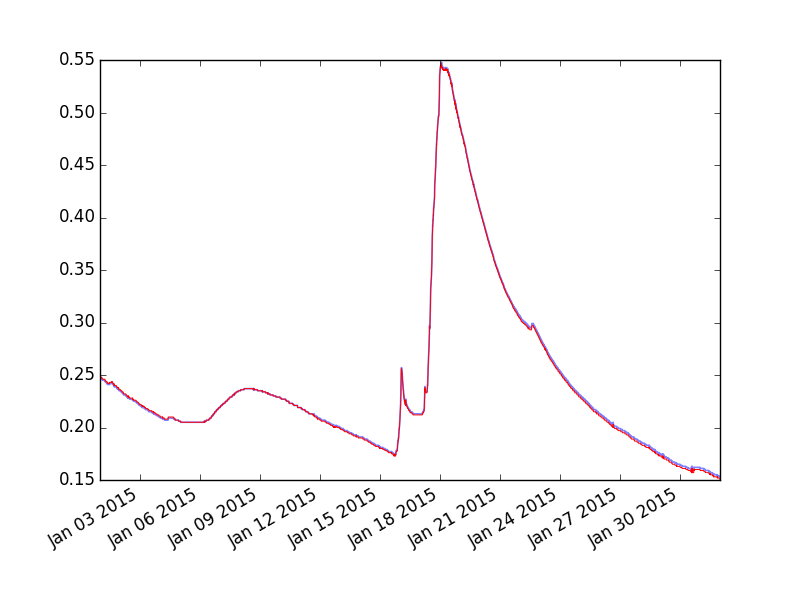 0.55
0.50
0.45
0.40
0.35
0.30
0.25
0.20
0.15
Jan 03 2015
Jan 06 2015
Jan 09 2015
Jan 12 2015
Jan 15 2015
Jan 18 2015
Jan 21 2015
Jan 24 2015
Jan 27 2015
Jan 30 2015